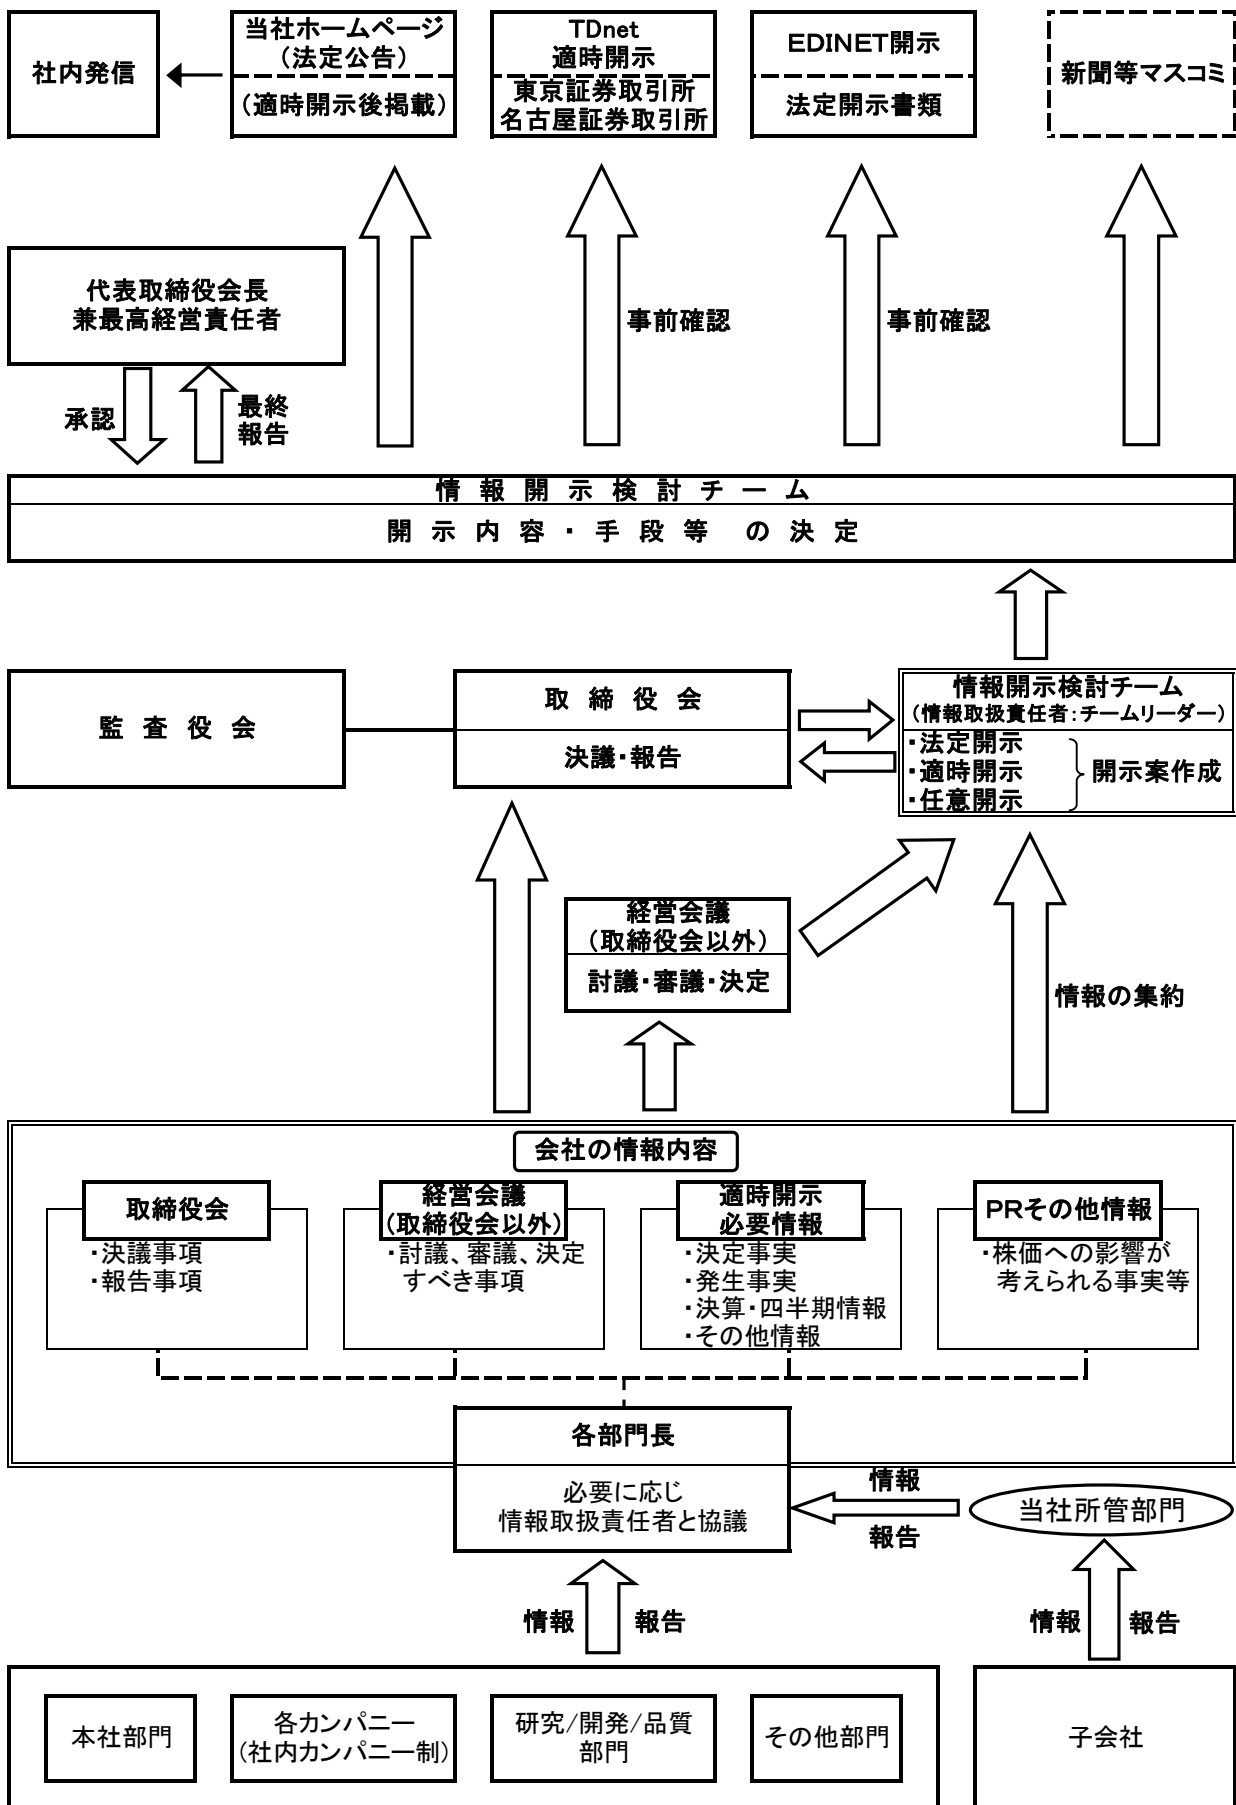 社内発信
当社ホームページ
(法定公告)
(適時開示後掲載)
TDnet
適時開示
東京証券取引所
名古屋証券取引所
EDINET開示
法定開示書類
新聞等マスコミ
代表取締役会長
兼最高経営責任者
事前確認
事前確認
承認
最終
報告
情報開示検討チーム
開示内容・手段等の決定
監査役会
取締役会
決議・報告
情報開示検討チーム
(情報取扱責任者:チームリーダー)
・法定開示
・適時開示
・任意開示
開示案作成
経営会議
(取締役会以外)
討議・審議・決定
情報の集約
会社の情報内容
取締役会
・決議事項
・報告事項
経営会議
(取締役会以外)
・討議、審議、決定
すべき事項
適時開示
必要情報
・決定事実
・発生事実
・決算・四半期情報
・その他情報
PRその他情報
・株価への影響が
考えられる事実等
各部門長
必要に応じ
情報取扱責任者と協議
情報
報告
当社所管部門
情報 報告
情報 報告
本社部門
各カンパニー
(社内カンパニー制)
研究/開発/品質
部門
その他部門
子会社